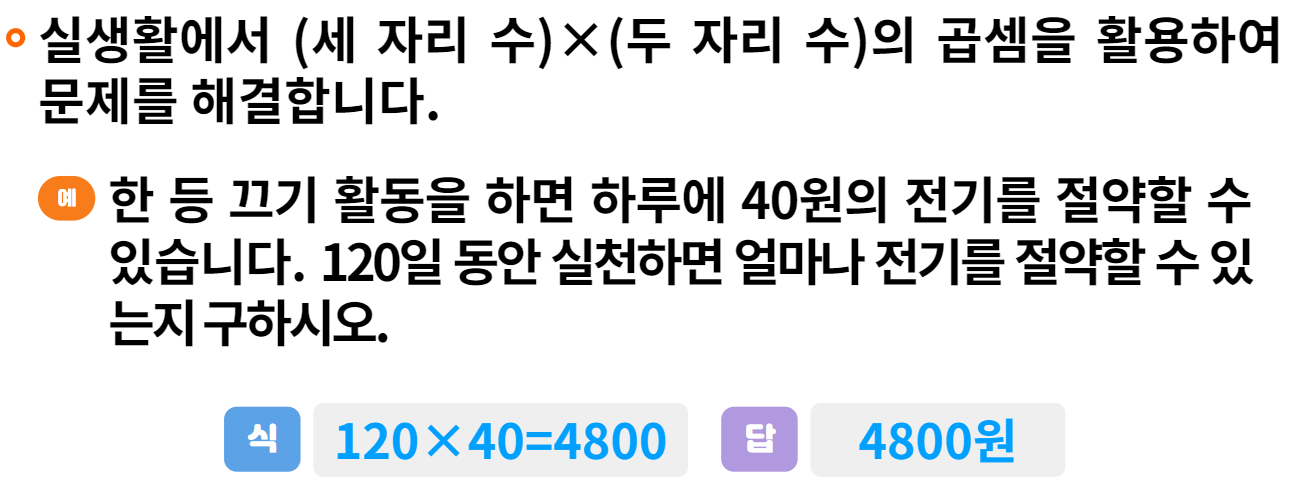 실생활에서 (세 자리 수)×(두 자리 수)의 곱셈을 활용하여
문제를 해결합니다.
예 한 등 끄기 활동을 하면 하루에 40원의 전기를 절약할 수
있습니다. 120일 동안 실천하면 얼마나 전기를 절약할 수 있
는지 구하시오.
식 120×40=4800 답 4800원